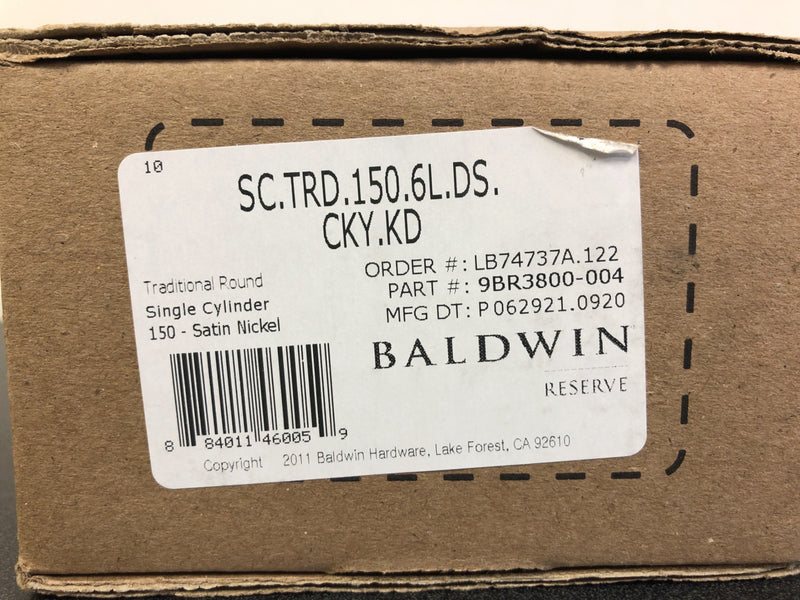 10
SC.TRD.150.6L.DS.
CKY.KD
ORDER #: LB74737A.122
PART #: 9BR3800-004
MFG DT: P062921.0920
Traditional Round
Single Cylinder
150 - Satin Nickel
BALDWIN
RESERVE
8 84011 46005 9
Copyright 2011 Baldwin Hardware, Lake Forest, CA 92610